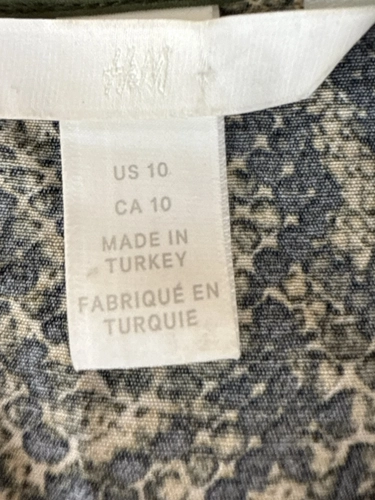 H&M
US 10
CA 10
MADE IN
TURKEY
FABRIQUÉ EN
TURQUIE